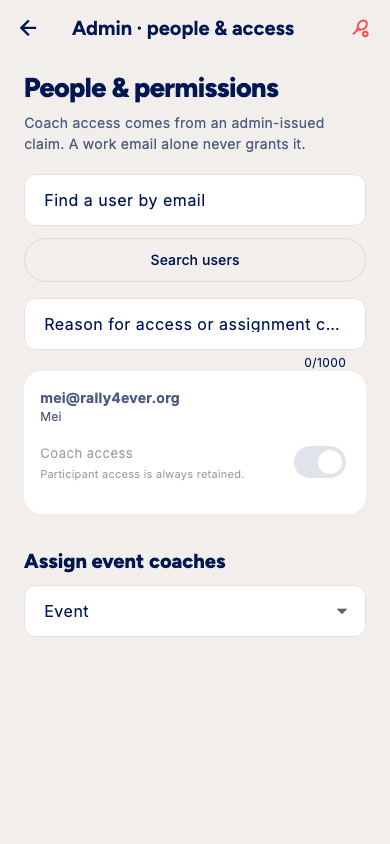 Admin · people & access
People & permissions
Coach access comes from an admin-issued
claim. A work email alone never grants it.
Find a user by email
Search users
Reason for access or assignment c...
0/1000
mei@rally4ever.org
Mei
Coach access
Participant access is always retained.
Assign event coaches
Event